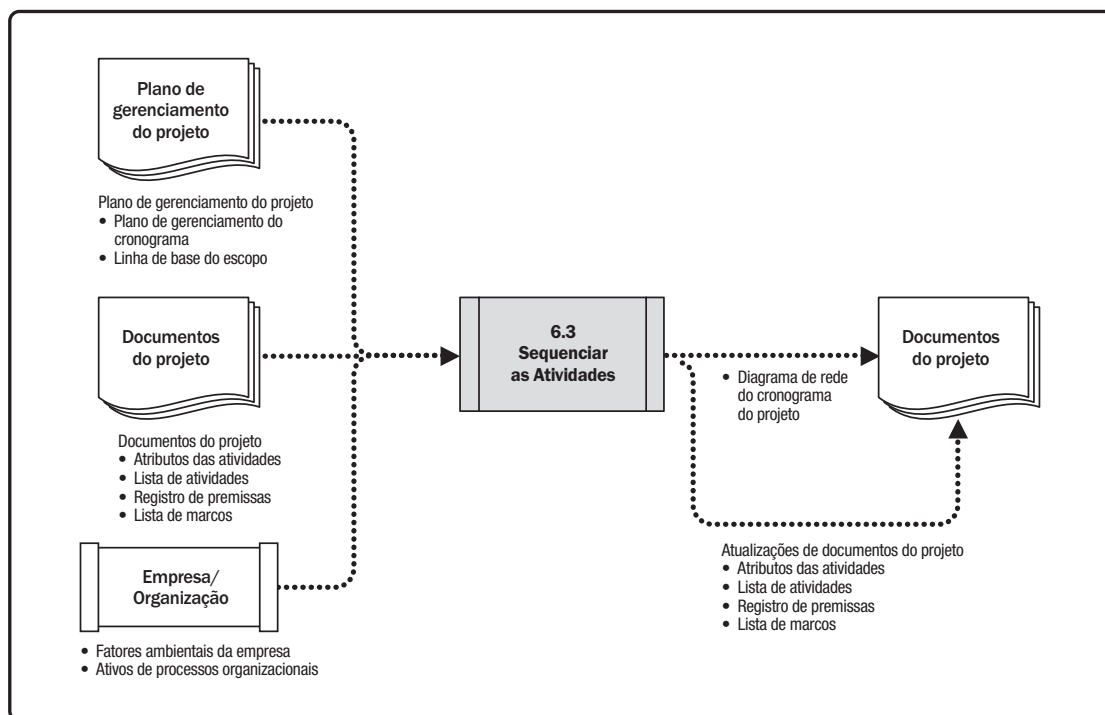 Plano de
gerenciamento
do projeto
Plano de gerenciamento do projeto
• Plano de gerenciamento do
cronograma
• Linha de base do escopo
Documentos
do projeto
Documentos do projeto
• Atributos das atividades
• Lista de atividades
• Registro de premissas
• Lista de marcos
Empresa/
Organização
• Fatores ambientais da empresa
• Ativos de processos organizacionais
6.3
Sequenciar
as Atividades
• Diagrama de rede
do cronograma
do projeto
Documentos
do projeto
Atualizações de documentos do projeto
• Atributos das atividades
• Lista de atividades
• Registro de premissas
• Lista de marcos